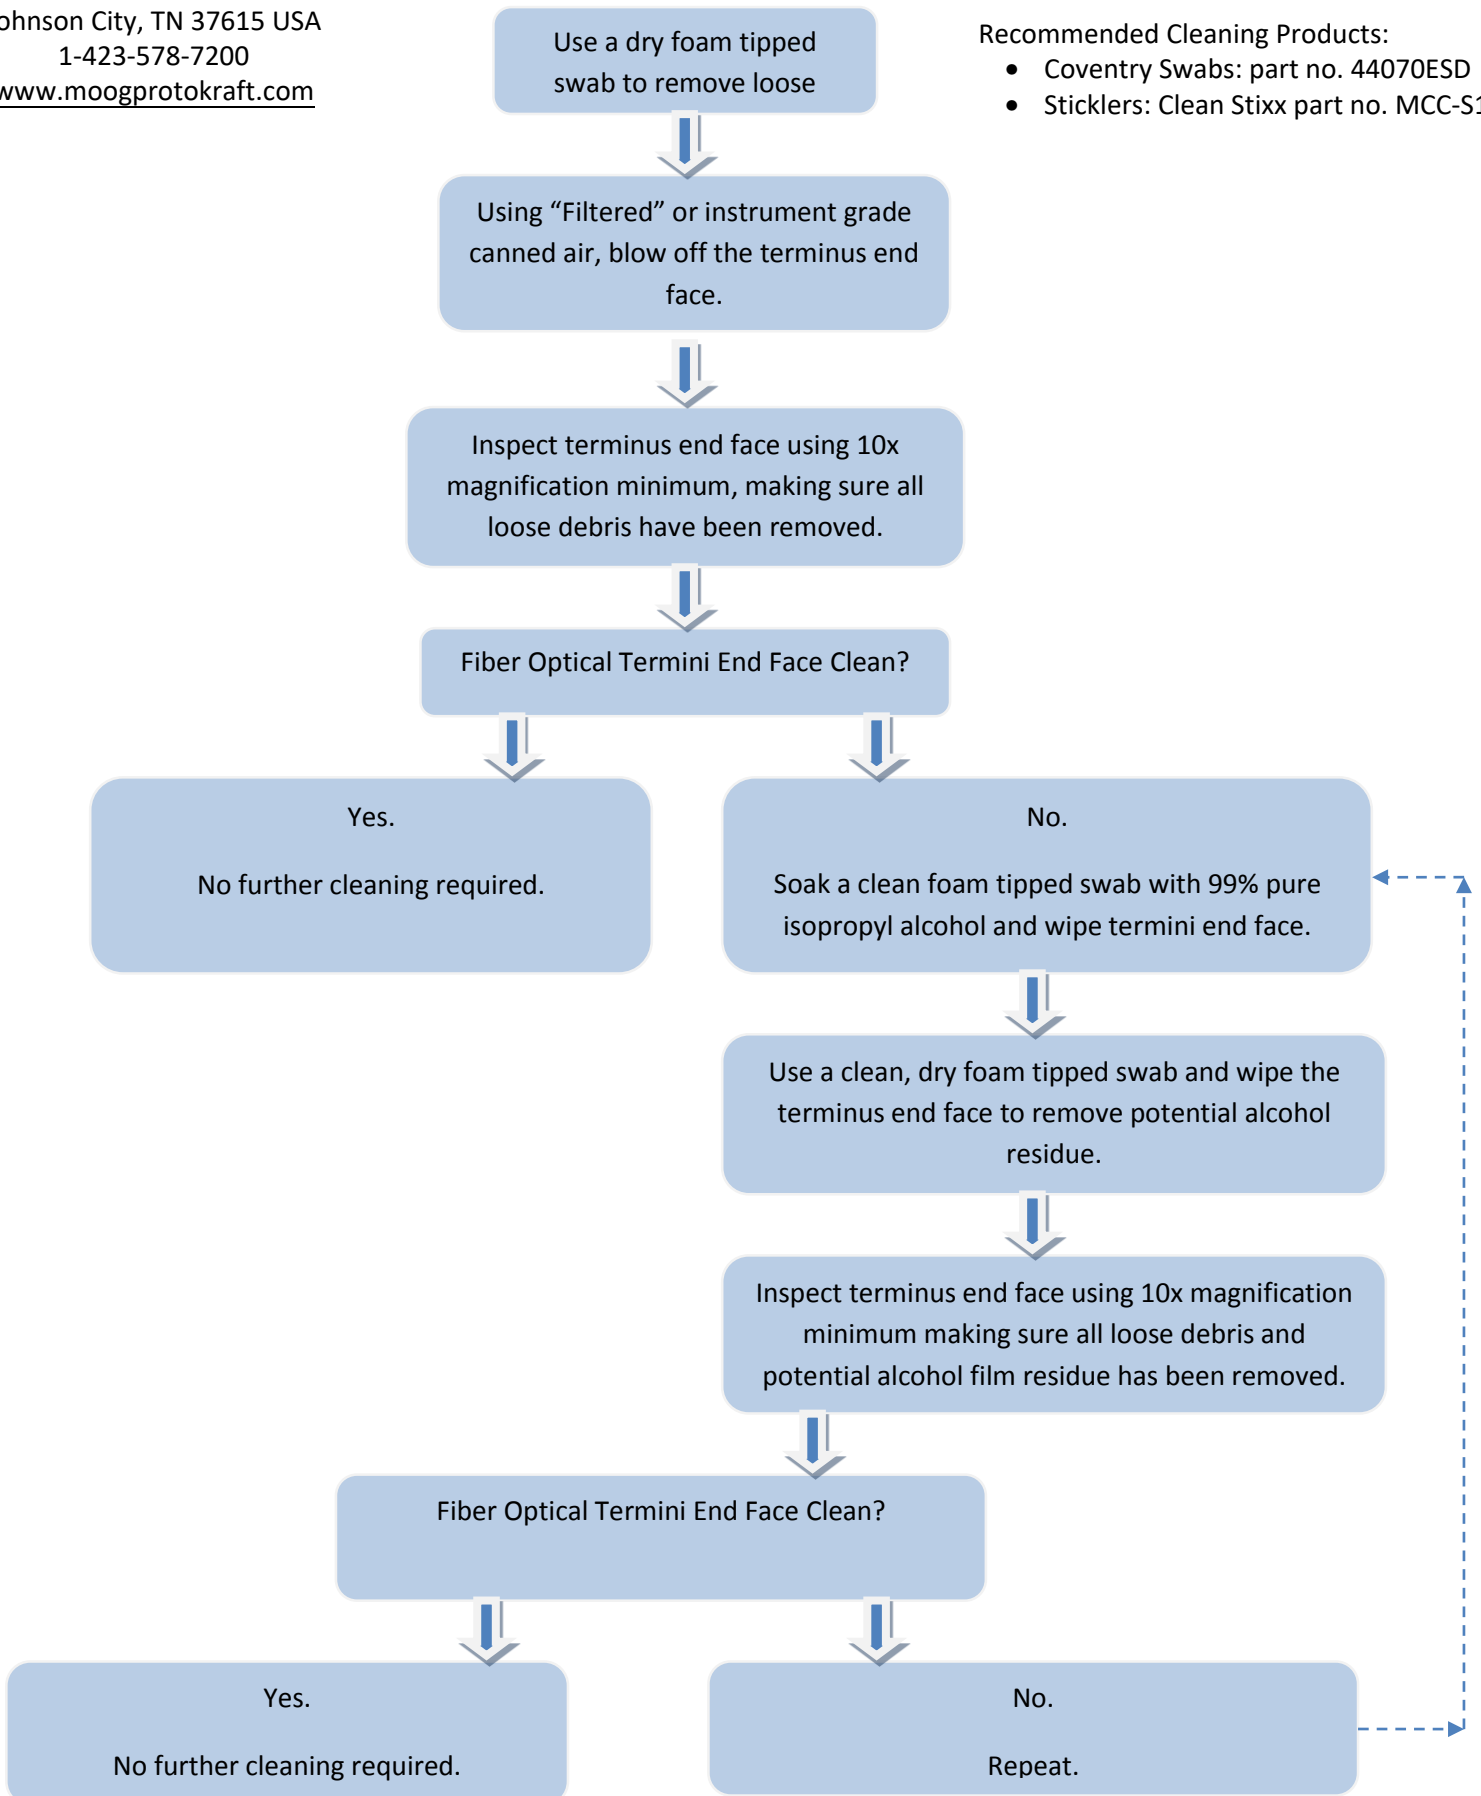 ohnson City, TN 37615 USA
1-423-578-7200
www.moogprotokraft.com
Recommended Cleaning Products:
• Coventry Swabs: part no. 44070ESD
• Sticklers: Clean Stixx part no. MCC-S1
Use a dry foam tipped
swab to remove loose
Using “Filtered” or instrument grade
canned air, blow off the terminus end
face.
Inspect terminus end face using 10x
magnification minimum, making sure all
loose debris have been removed.
Fiber Optical Termini End Face Clean?
Yes.
No further cleaning required.
No.
Soak a clean foam tipped swab with 99% pure
isopropyl alcohol and wipe termini end face.
Use a clean, dry foam tipped swab and wipe the
terminus end face to remove potential alcohol
residue.
Inspect terminus end face using 10x magnification
minimum making sure all loose debris and
potential alcohol film residue has been removed.
Fiber Optical Termini End Face Clean?
Yes.
No further cleaning required.
No.
Repeat.